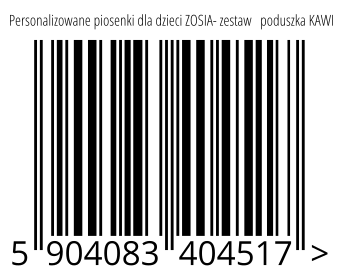 Personalizowane piosenki dla dzieci ZOSIA- zestaw poduszka KAWI
5 904083 404517 >